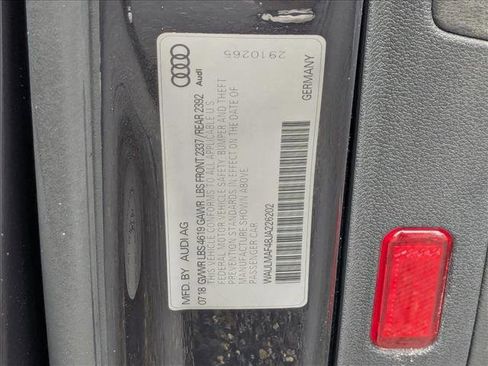 MFD. BY AUDI AG
07 18 GVWR LBS 4619 GAWR LBS FRONT 2337 / REAR 2392
THIS VEHICLE CONFORMS TO ALL APPLICABLE U.S.
FEDERAL MOTOR VEHICLE SAFETY, BUMPER AND THEFT
PREVENTION STANDARDS IN EFFECT ON THE DATE OF
MANUFACTURE SHOWN ABOVE
PASSENGER CAR
WAULMAF48JA226202
Audi
2910265
GERMANY